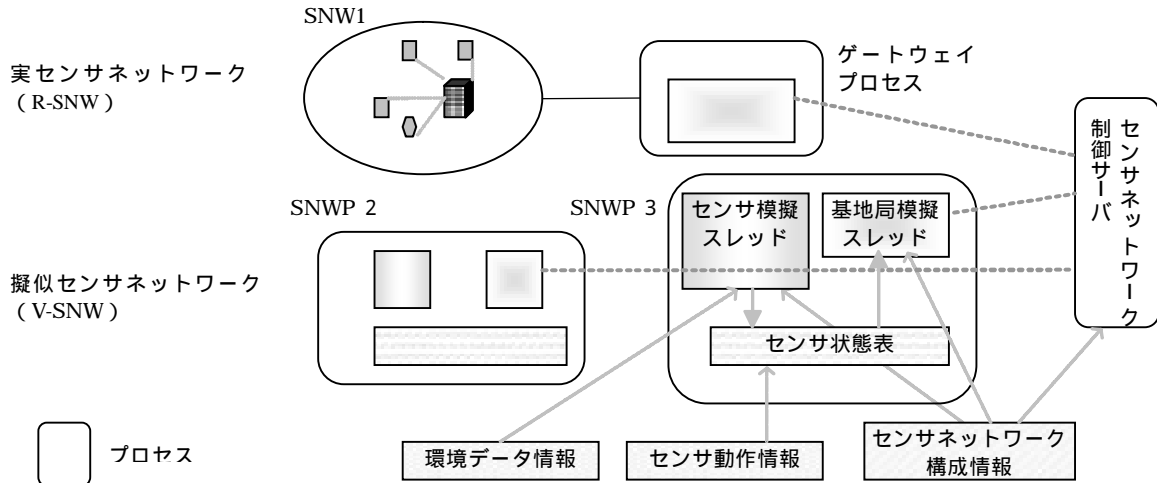 SNW1
実センサネットワーク
（R-SNW）
ゲートウェイ
プロセス
センサネットワーク
制御サーバ
SNWP 2
SNWP 3
センサ模擬
スレッド
基地局模擬
スレッド
擬似センサネットワーク
（V-SNW）
センサ状態表
プロセス
環境データ情報
センサ動作情報
センサネットワーク
構成情報